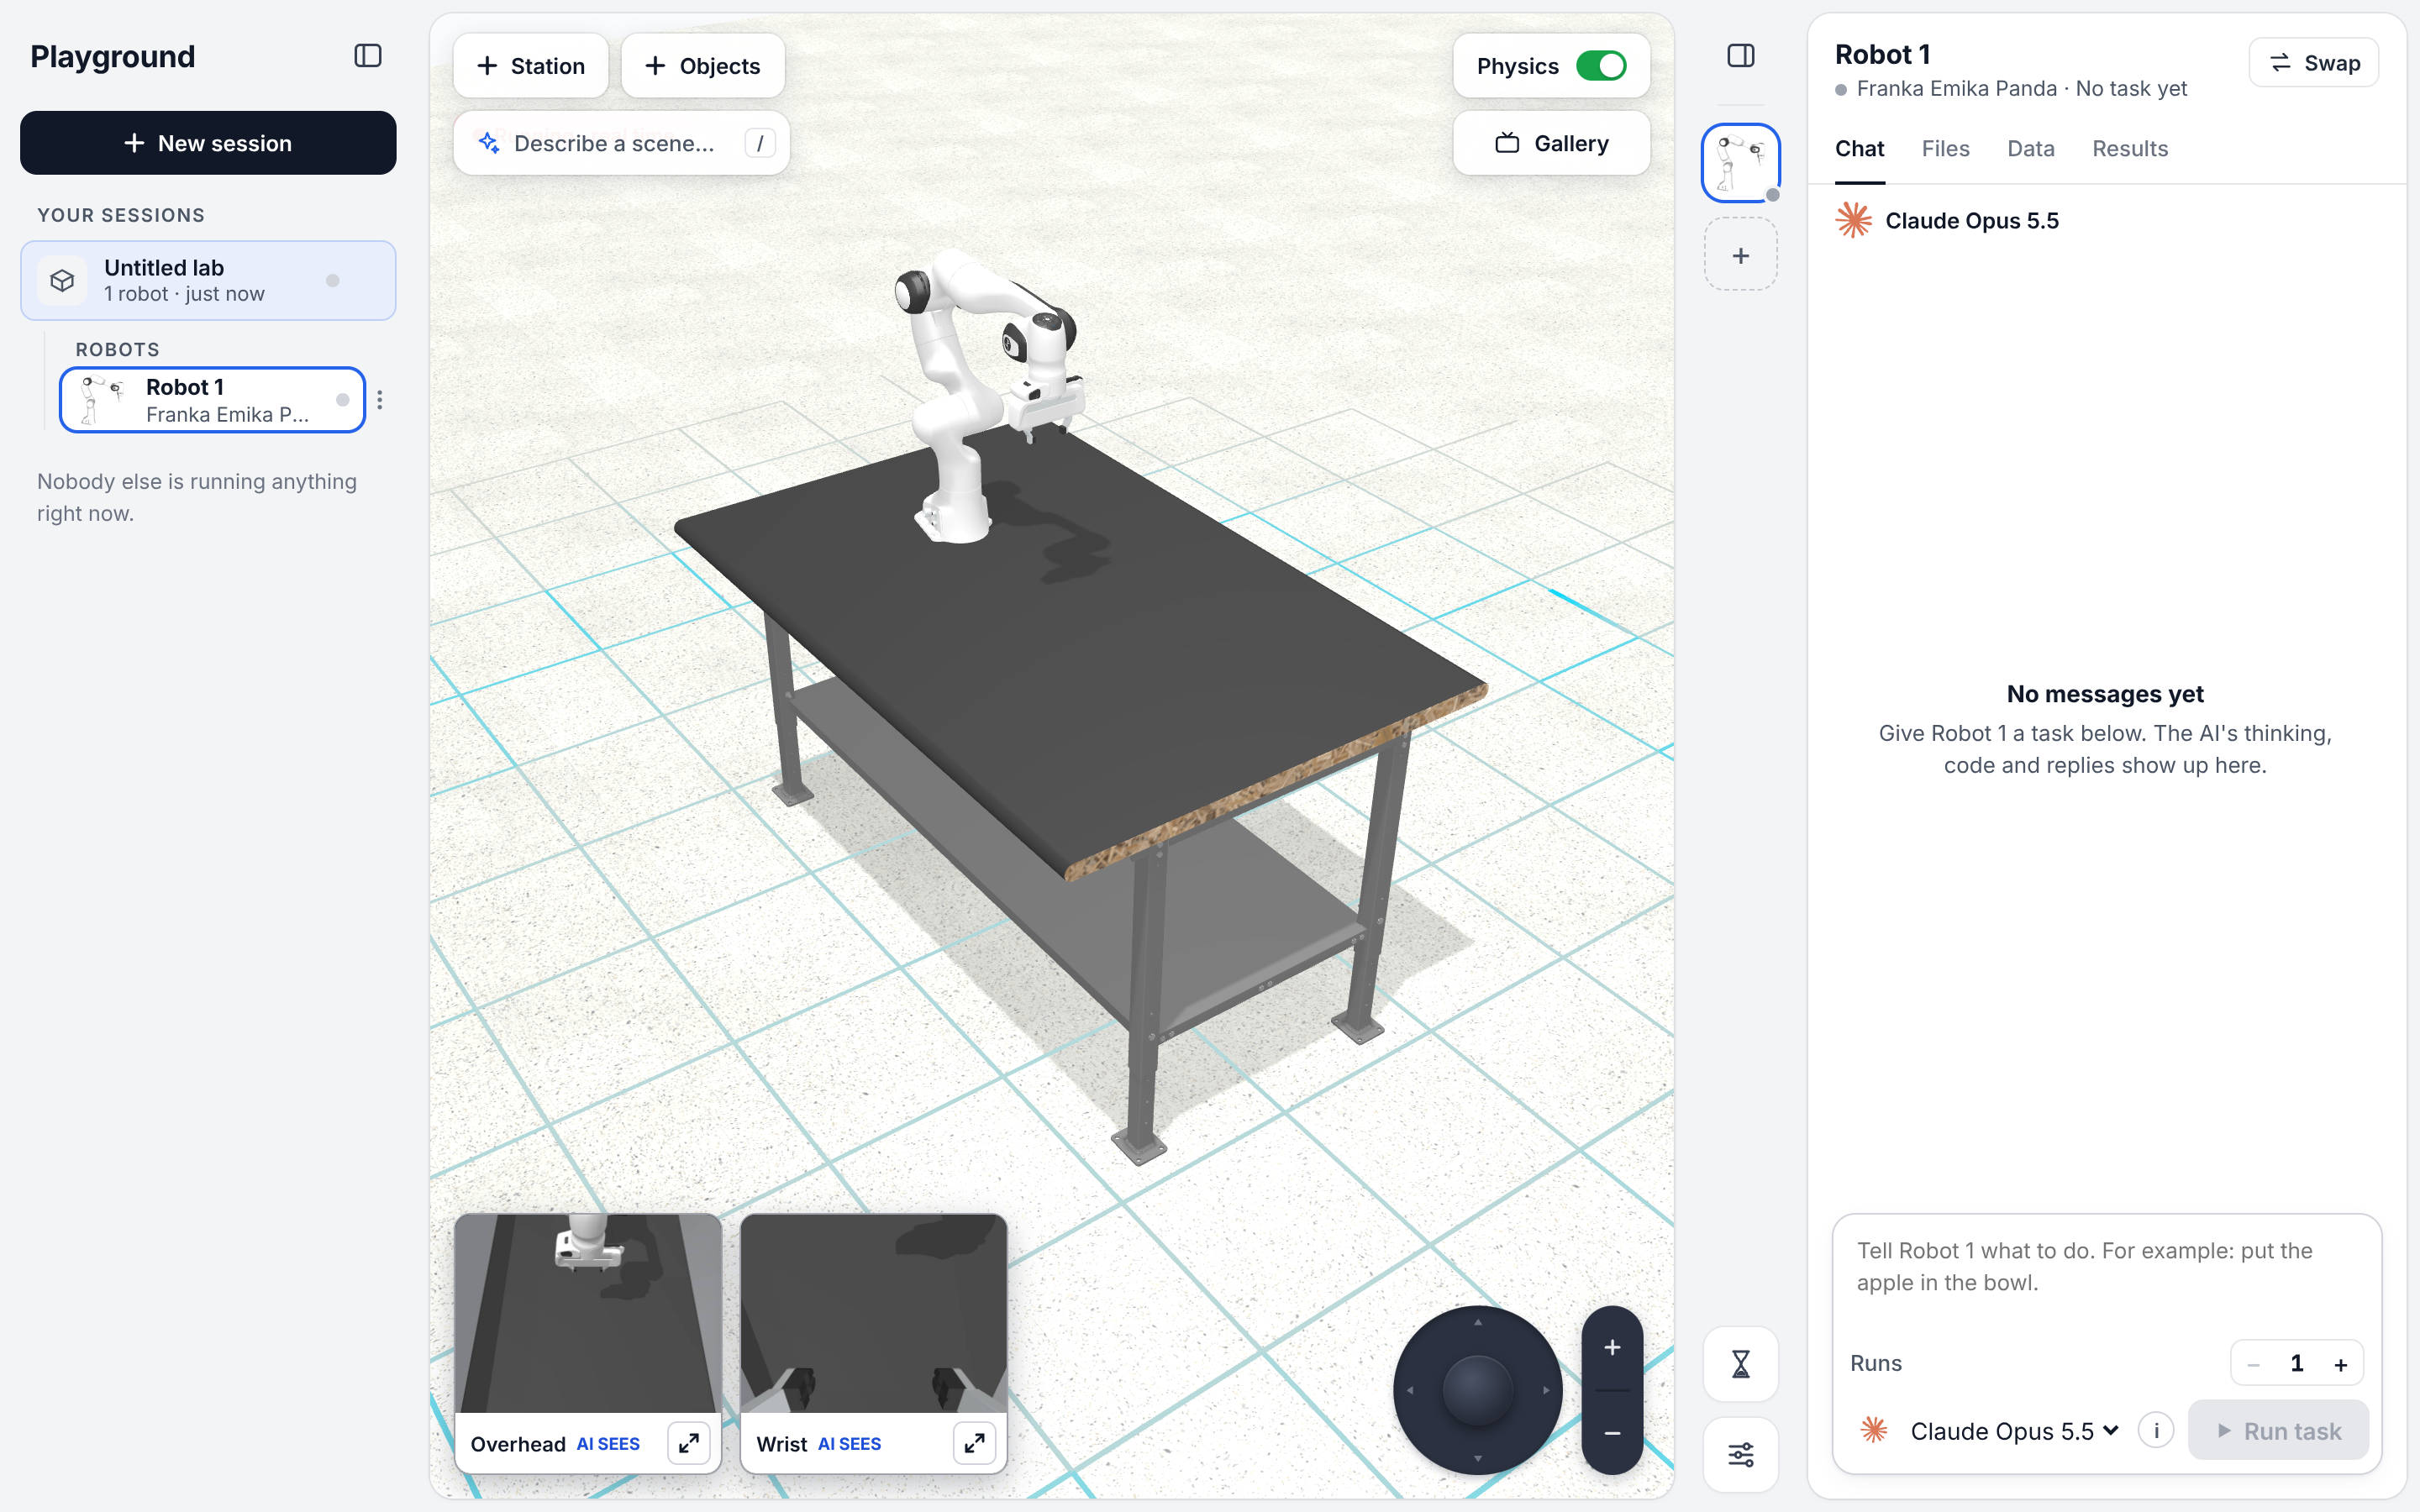 Playground
New session
YOUR SESSIONS
Untitled lab
1 robot · just now
ROBOTS
Robot 1
Franka Emika P...
Nobody else is running anything
right now.
Station
Objects
Describe a scene...
/
Physics
Gallery
Overhead AI SEES
Wrist AI SEES
Robot 1
Franka Emika Panda · No task yet
Swap
Chat Files Data Results
Claude Opus 5.5
No messages yet
Give Robot 1 a task below. The AI's thinking,
code and replies show up here.
Tell Robot 1 what to do. For example: put the
apple in the bowl.
Runs
1
Claude Opus 5.5
Run task